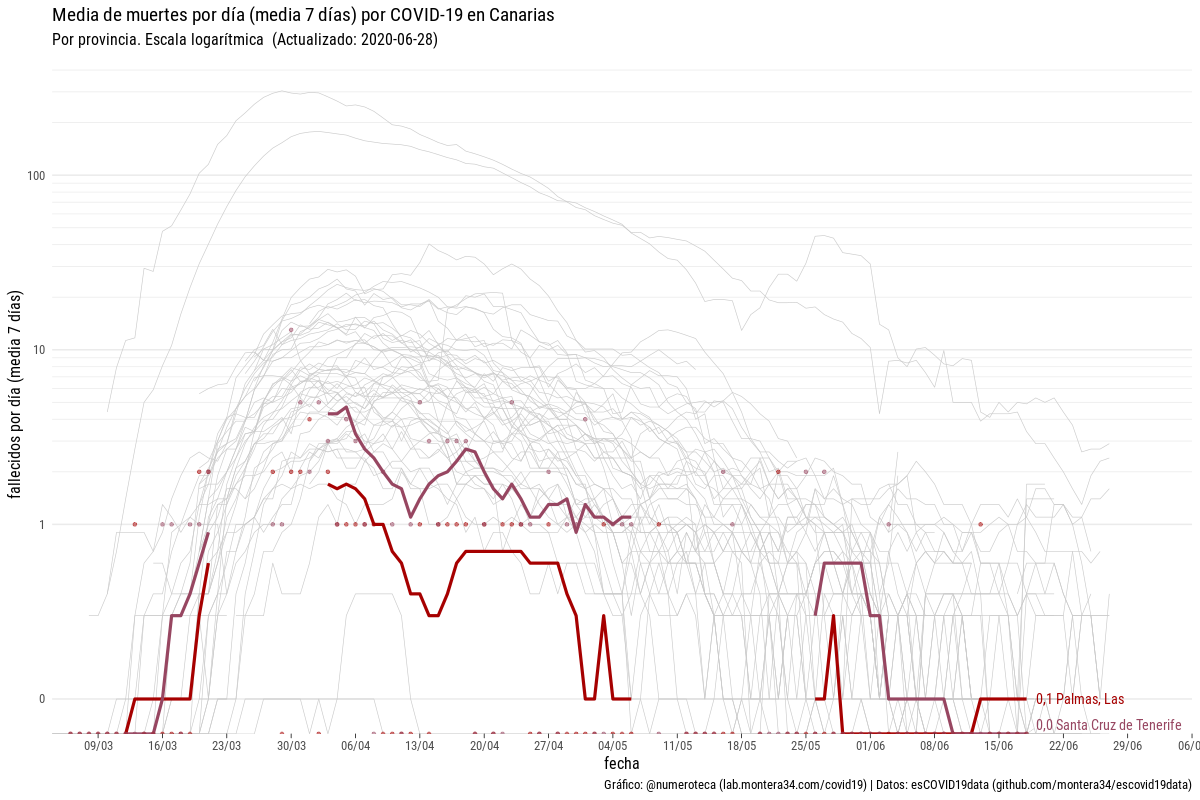 Media de muertes por día (media 7 días) por COVID-19 en Canarias
Por provincia. Escala logarítmica  (Actualizado: 2020-06-28)
fallecidos por día (media 7 días)
100
10
1
0
0,1 Palmas, Las
0,0 Santa Cruz de Tenerife
09/03 16/03 23/03 30/03 06/04 13/04 20/04 27/04 04/05 11/05 18/05 25/05 01/06 08/06 15/06 22/06 29/06 06/0
fecha
Gráfico: @numeroteca (lab.montera34.com/covid19) | Datos: esCOVID19data (github.com/montera34/escovid19data)